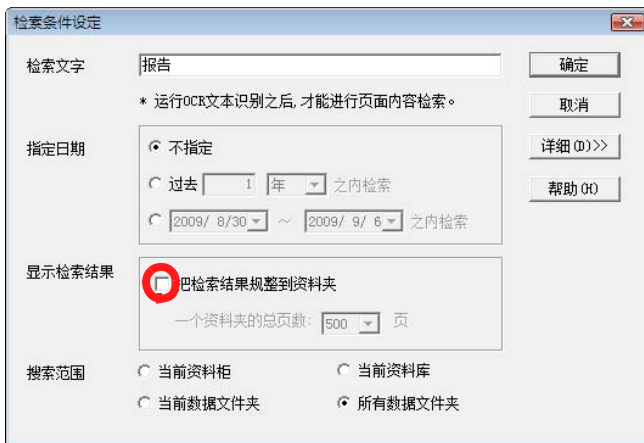 检索条件设定
检索文字 报告 确定
* 运行OCR文本识别之后,才能进行页面内容检索。 取消
指定日期 不指定 详细(D)>>
过去 1 年 之内检索 帮助(H)
2009/ 8/30 ~ 2009/ 9/ 6 之内检索
显示检索结果 把检索结果规整到资料夹
一个资料夹的总页数: 500 页
搜索范围 当前资料柜 当前资料库
当前数据文件夹 所有数据文件夹